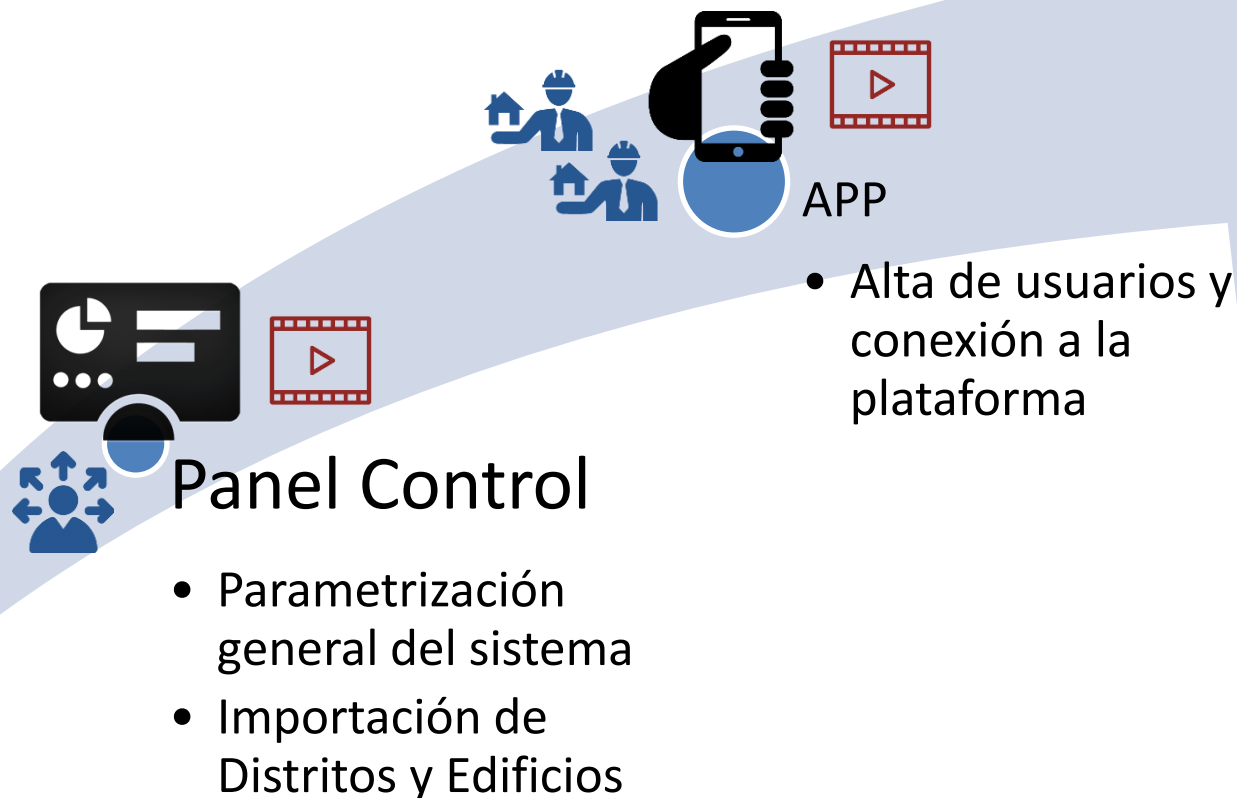 APP
• Alta de usuarios y
conexión a la
plataforma
Panel Control
• Parametrización
general del sistema
• Importación de
Distritos y Edificios